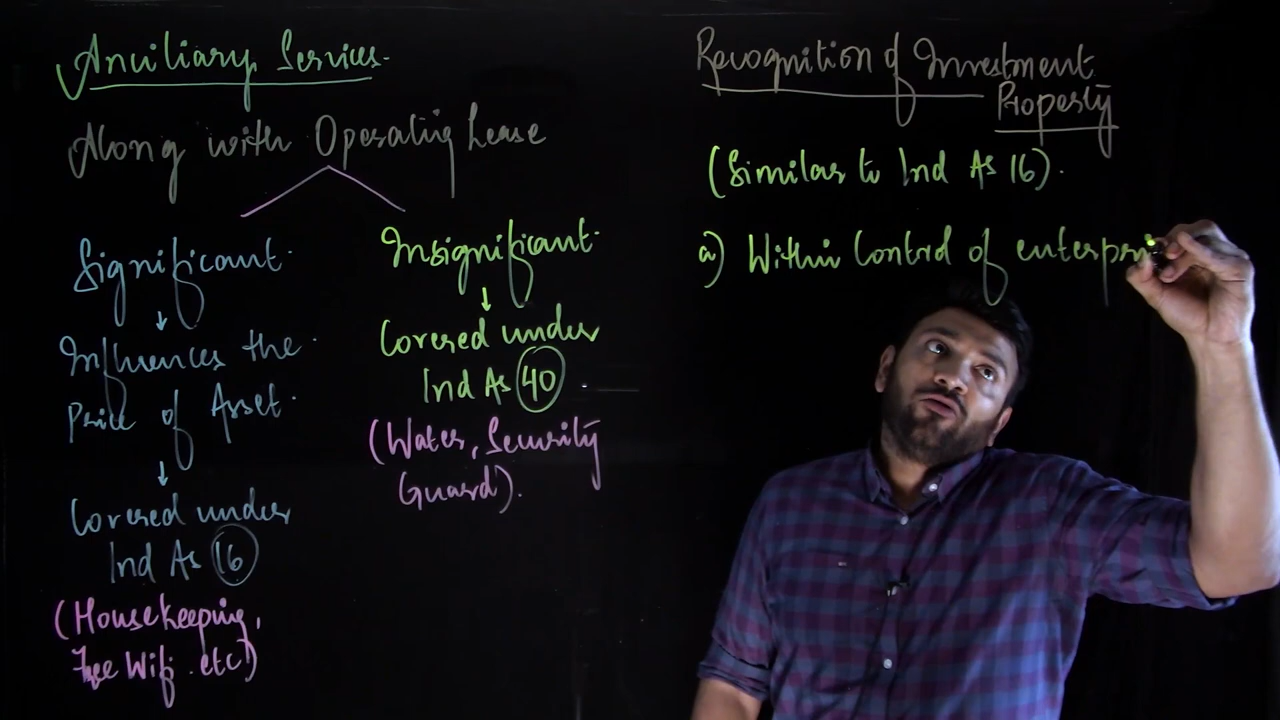 Ancillary Services.
Along with Operating Lease
Significant.
↓
Influences the
Price of Asset.
↓
Covered under
Ind As 16
(Housekeeping,
Free Wifi etc)
Insignificant.
↓
Covered under
Ind As 40
(Water, Security
Guard).
Recognition of Investment
Property
(Similar to Ind As 16).
a) Within Control of enterpri